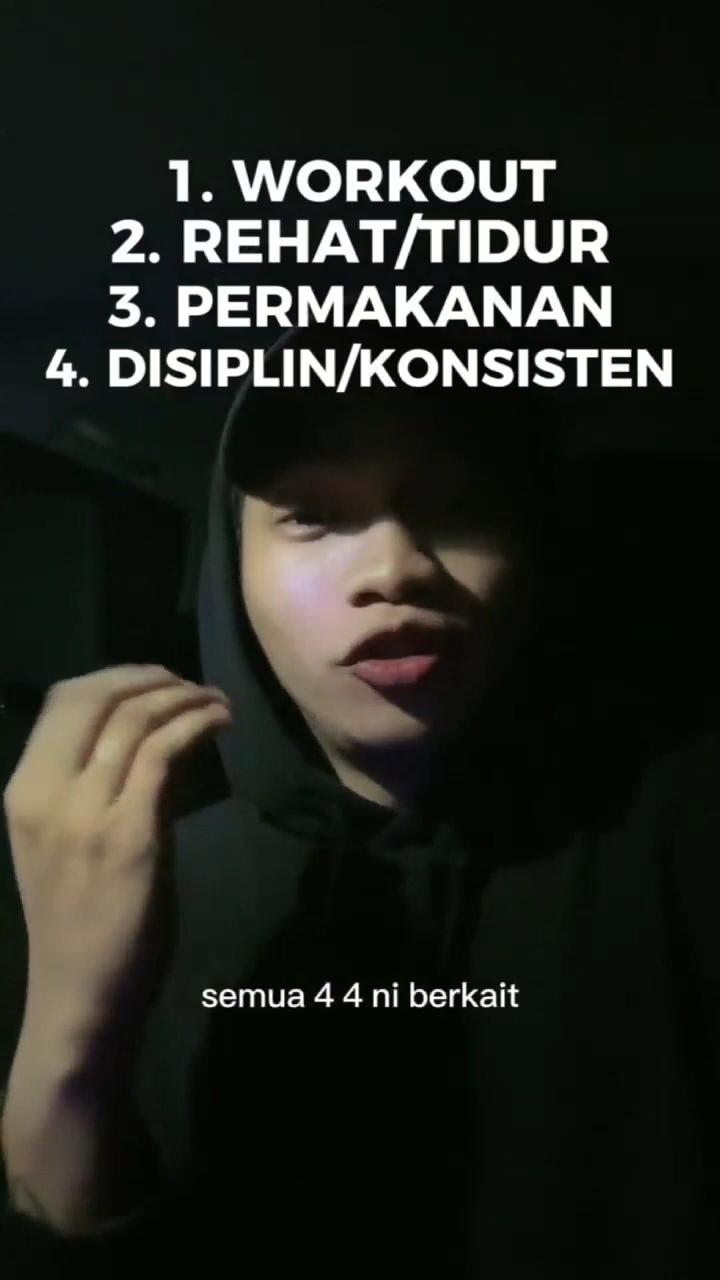 1. WORKOUT
2. REHAT/TIDUR
3. PERMAKANAN
4. DISIPLIN/KONSISTEN
semua 4 4 ni berkait